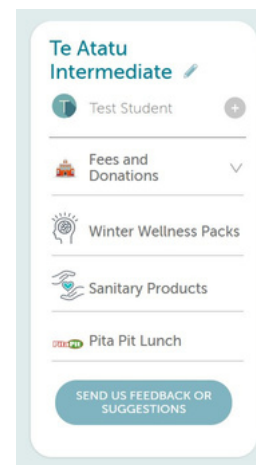 Te Atatu
Intermediate
T Test Student
Fees and
Donations
Winter Wellness Packs
Sanitary Products
PitaPit Pita Pit Lunch
SEND US FEEDBACK OR
SUGGESTIONS